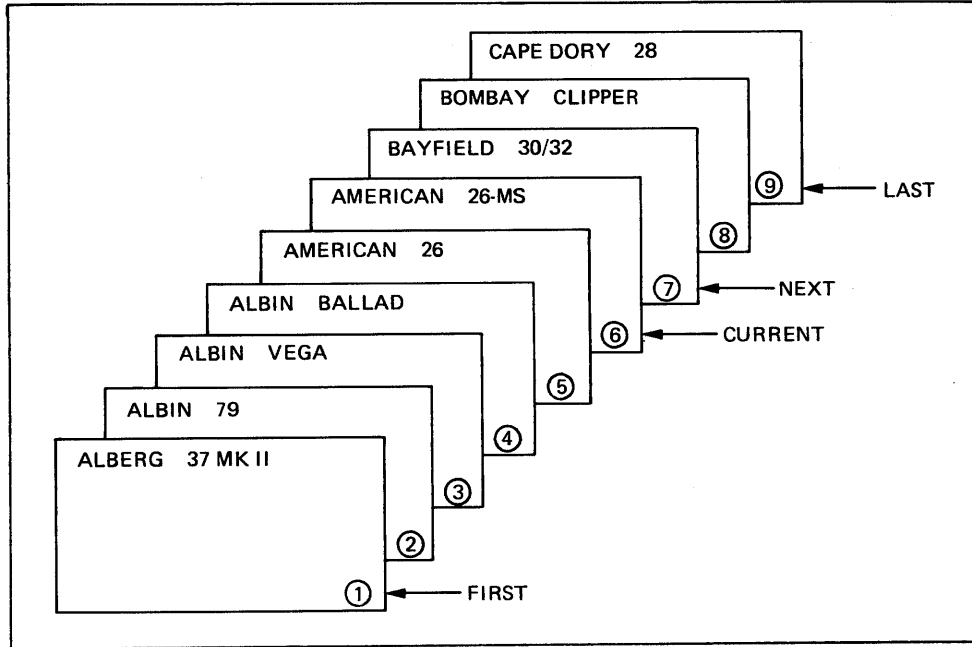 CAPE DORY 28
BOMBAY CLIPPER
BAYFIELD 30/32
⑨ LAST
AMERICAN 26-MS
⑧
AMERICAN 26
⑦ NEXT
ALBIN BALLAD
⑥ CURRENT
ALBIN VEGA
⑤
ALBIN 79
④
ALBERG 37 MK II
③
②
① FIRST